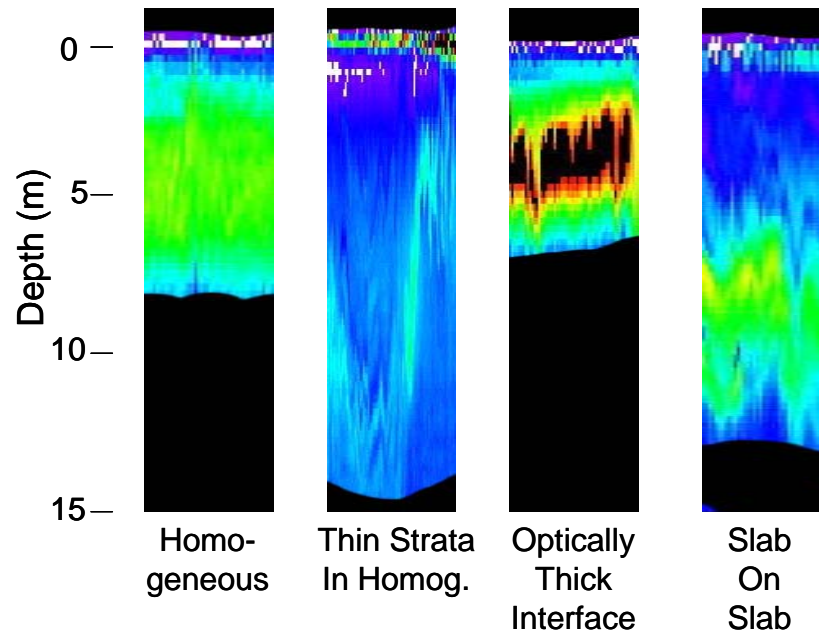 Depth (m)
0
5
10
15
Homo-
geneous
Thin Strata
In Homog.
Optically
Thick
Interface
Slab
On
Slab